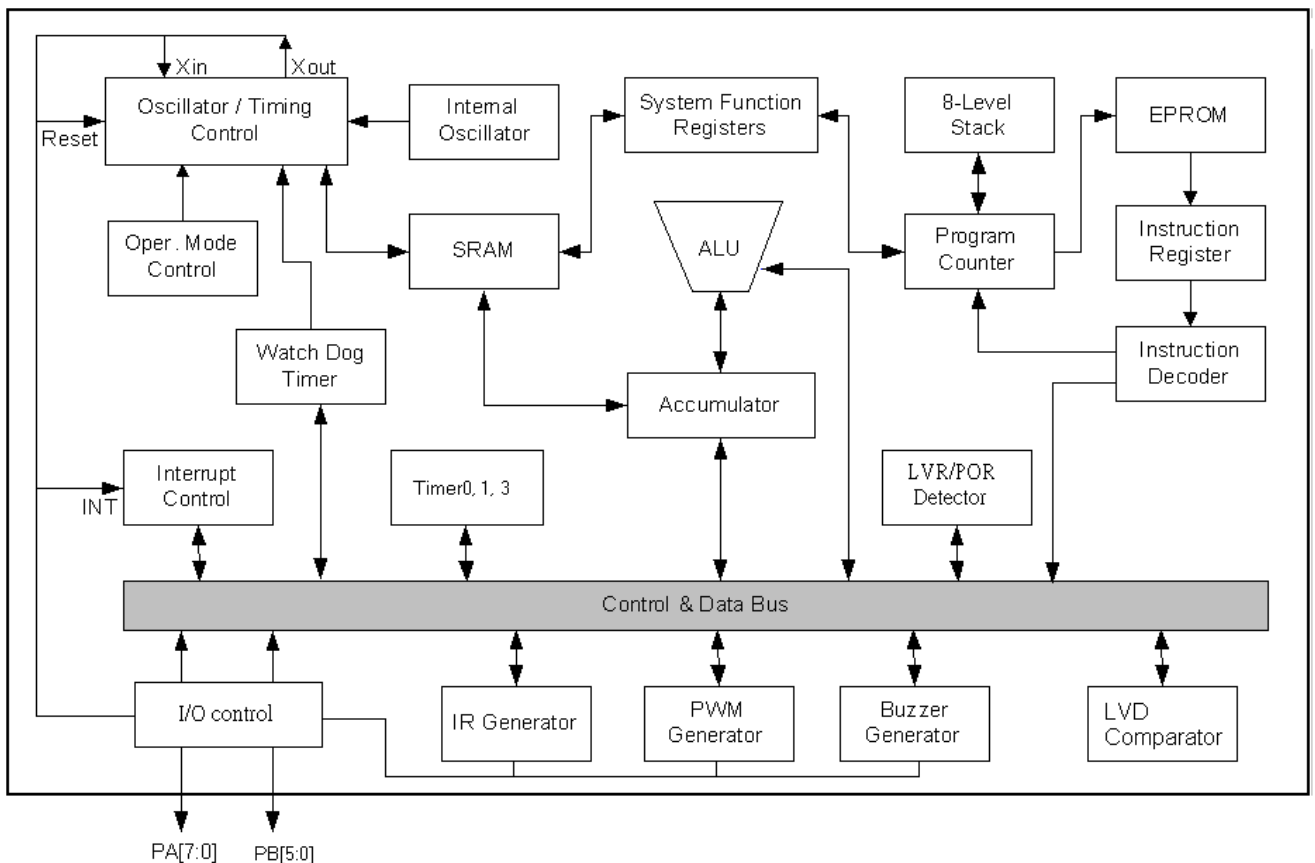 Xin
Xout
Oscillator / Timing
Control
Reset
Internal
Oscillator
System Function
Registers
8-Level
Stack
EPROM
Oper. Mode
Control
SRAM
ALU
Program
Counter
Instruction
Register
Watch Dog
Timer
Accumulator
Instruction
Decoder
Interrupt
Control
INT
Timer0, 1, 3
LVR/POR
Detector
Control & Data Bus
I/O control
IR Generator
PWM
Generator
Buzzer
Generator
LVD
Comparator
PA[7:0]
PB[5:0]